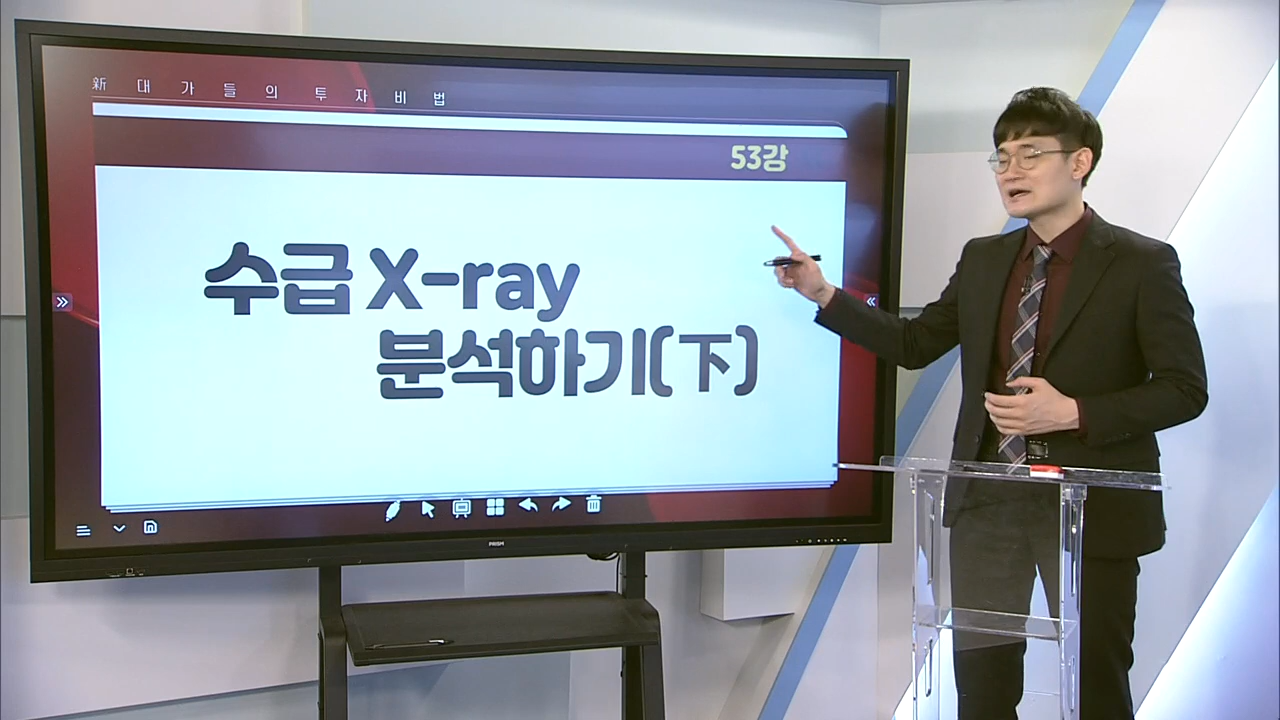 新 대 가 들 의 투 자 비 법
53강
수급 X-ray
분석하기(下)
PRISM